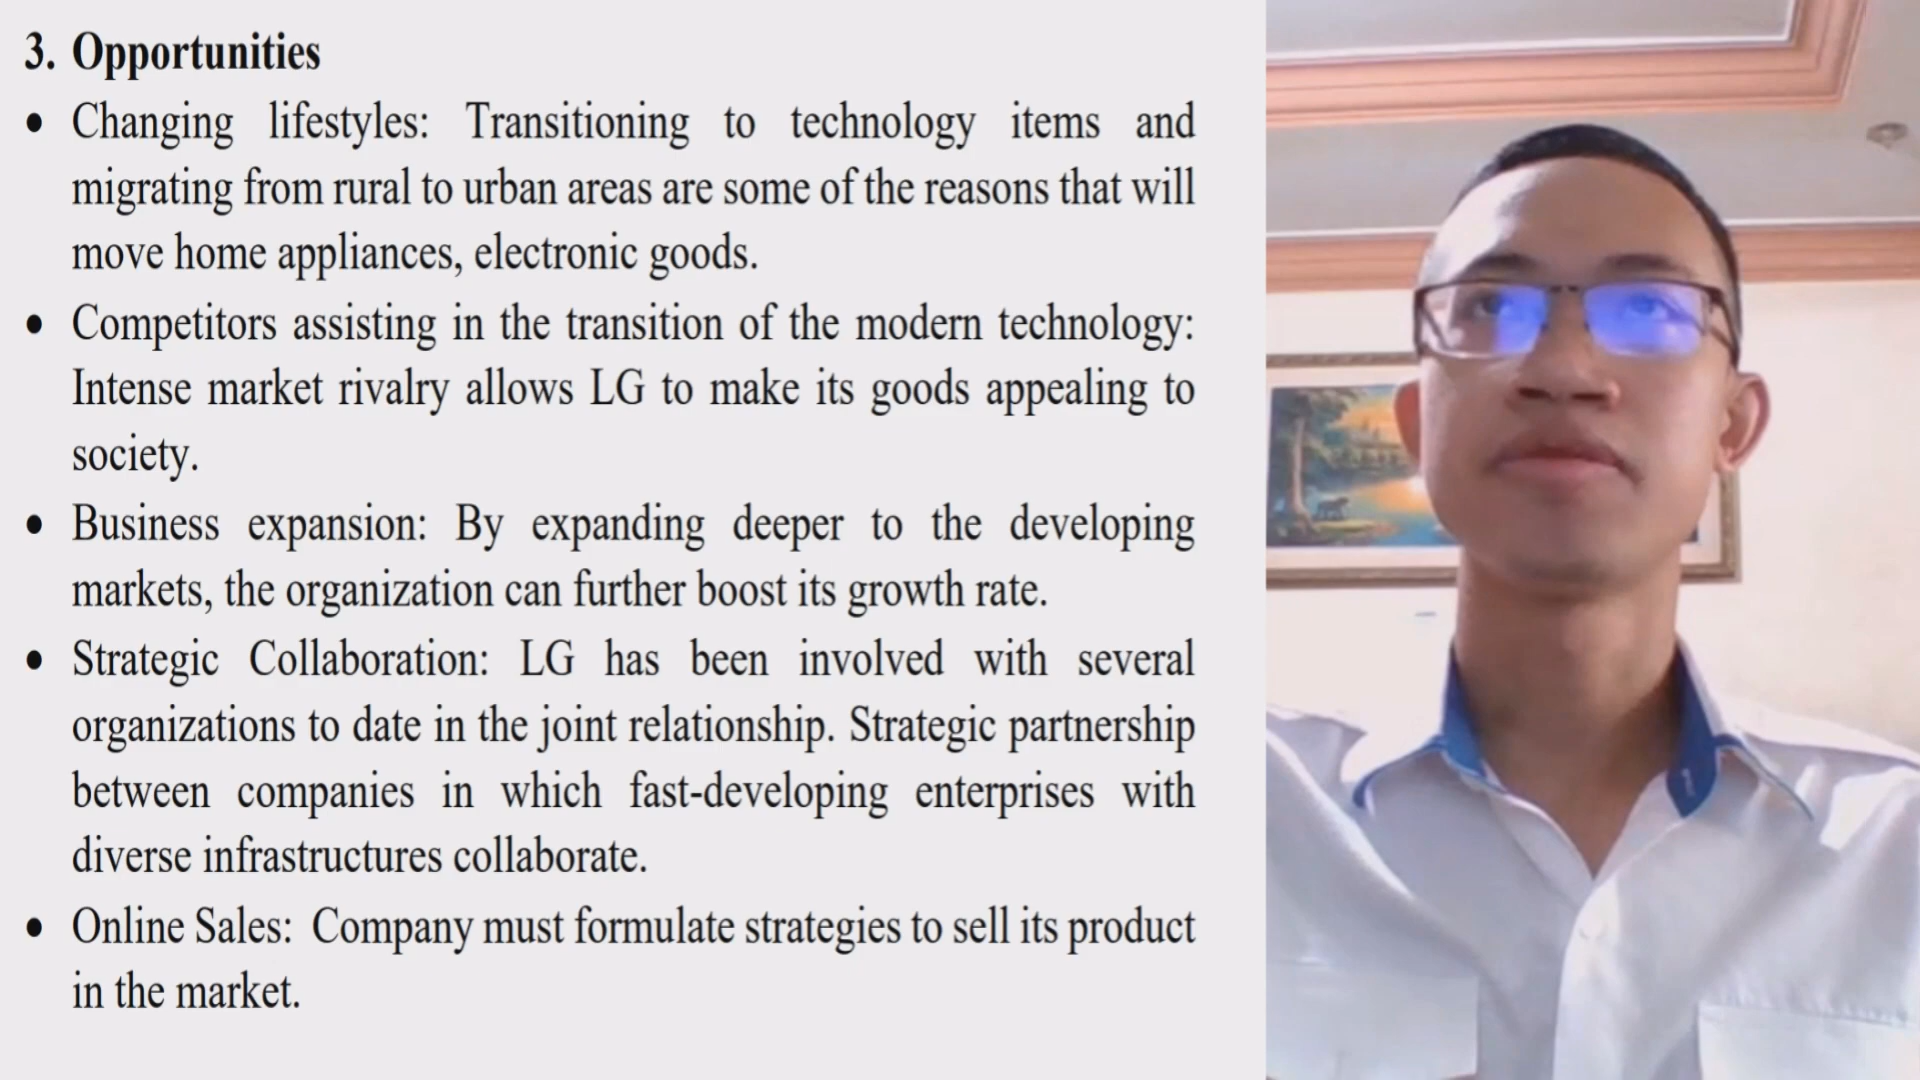 3. Opportunities
• Changing lifestyles: Transitioning to technology items and
migrating from rural to urban areas are some of the reasons that will
move home appliances, electronic goods.
• Competitors assisting in the transition of the modern technology:
Intense market rivalry allows LG to make its goods appealing to
society.
• Business expansion: By expanding deeper to the developing
markets, the organization can further boost its growth rate.
• Strategic Collaboration: LG has been involved with several
organizations to date in the joint relationship. Strategic partnership
between companies in which fast-developing enterprises with
diverse infrastructures collaborate.
• Online Sales: Company must formulate strategies to sell its product
in the market.